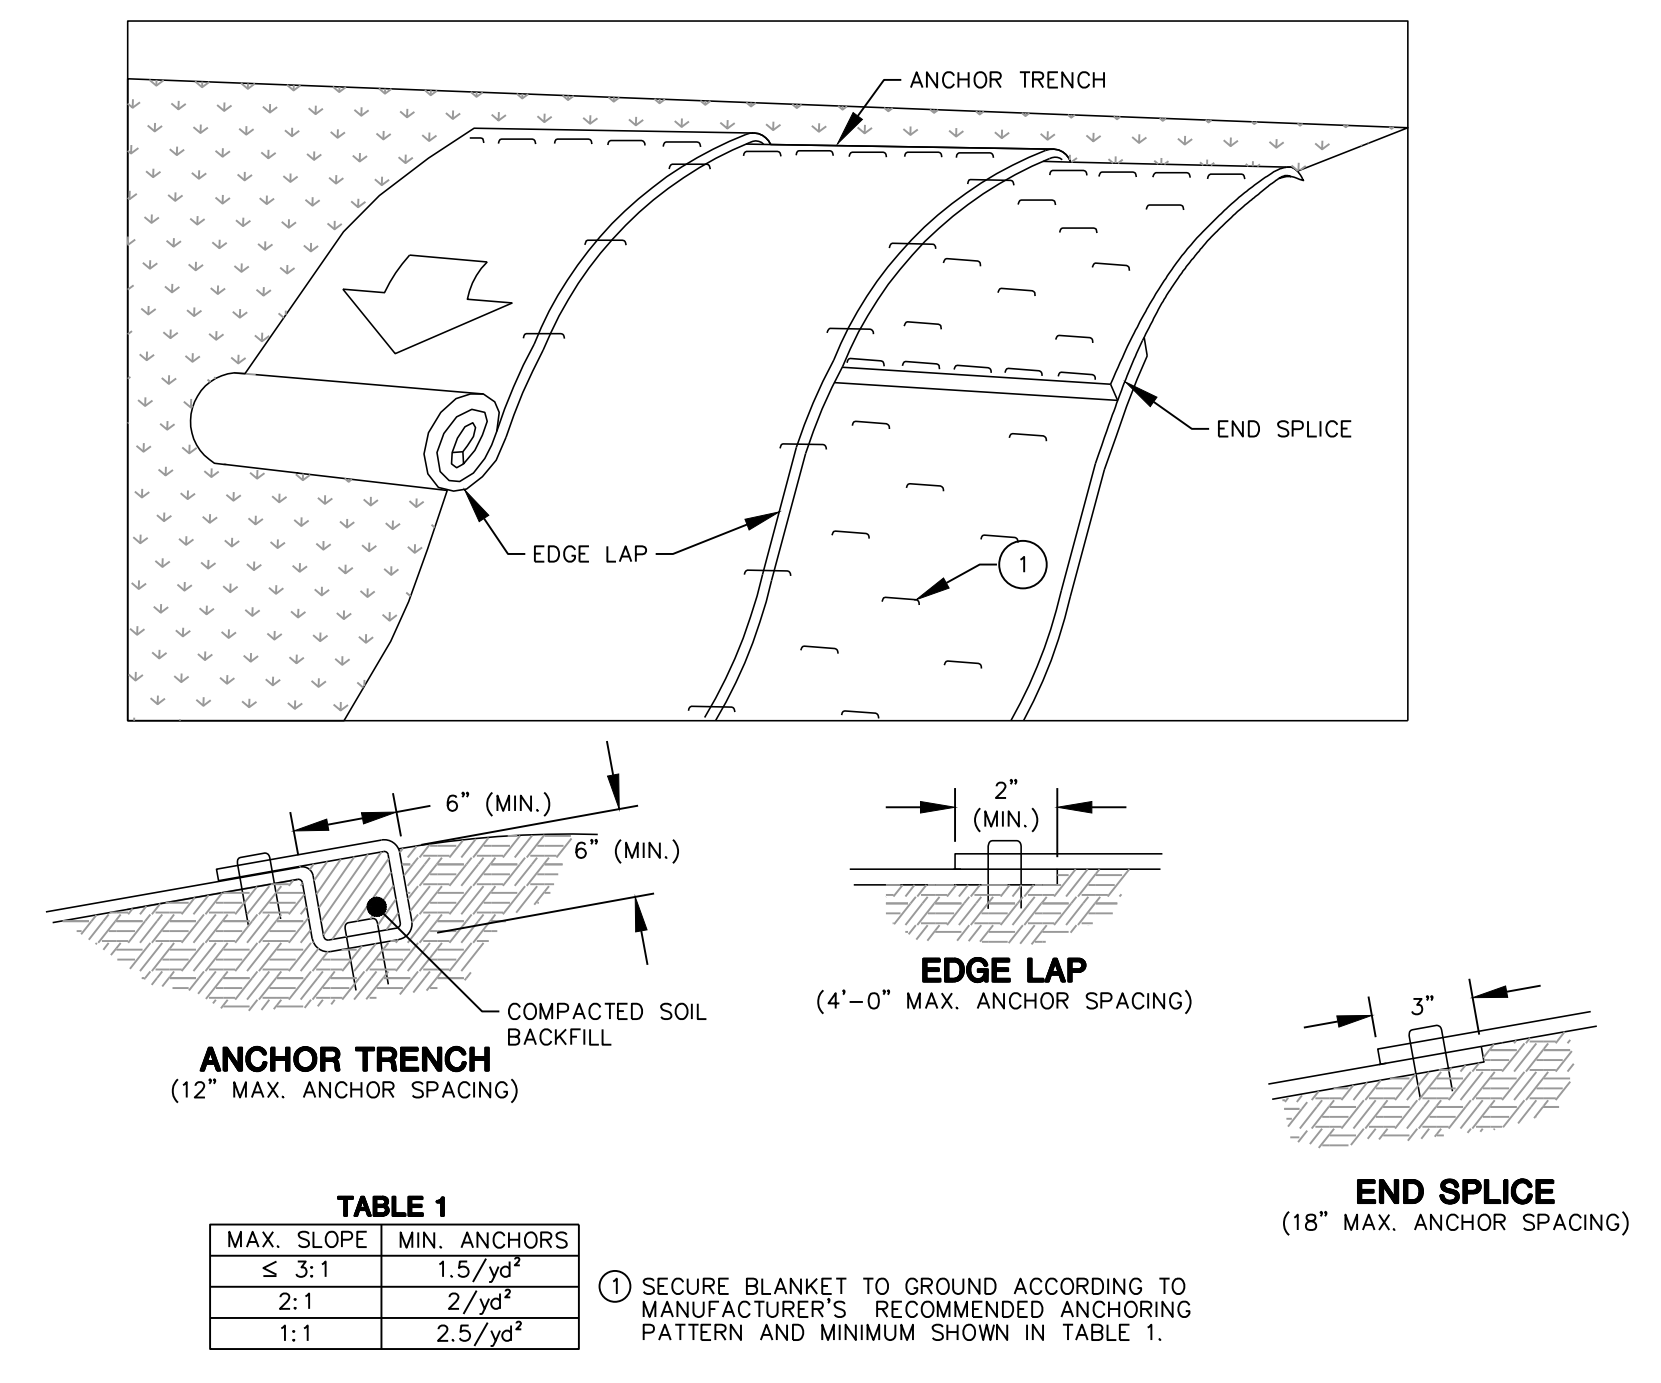 ANCHOR TRENCH
END SPLICE
EDGE LAP
1
6” (MIN.)
6” (MIN.)
COMPACTED SOIL
BACKFILL
ANCHOR TRENCH
(12” MAX. ANCHOR SPACING)
2”
(MIN.)
EDGE LAP
(4'-0” MAX. ANCHOR SPACING)
3”
END SPLICE
(18” MAX. ANCHOR SPACING)
TABLE 1
MAX. SLOPE MIN. ANCHORS
≤ 3:1 1.5/yd²
2:1 2/yd²
1:1 2.5/yd²
1 SECURE BLANKET TO GROUND ACCORDING TO
MANUFACTURER'S RECOMMENDED ANCHORING
PATTERN AND MINIMUM SHOWN IN TABLE 1.